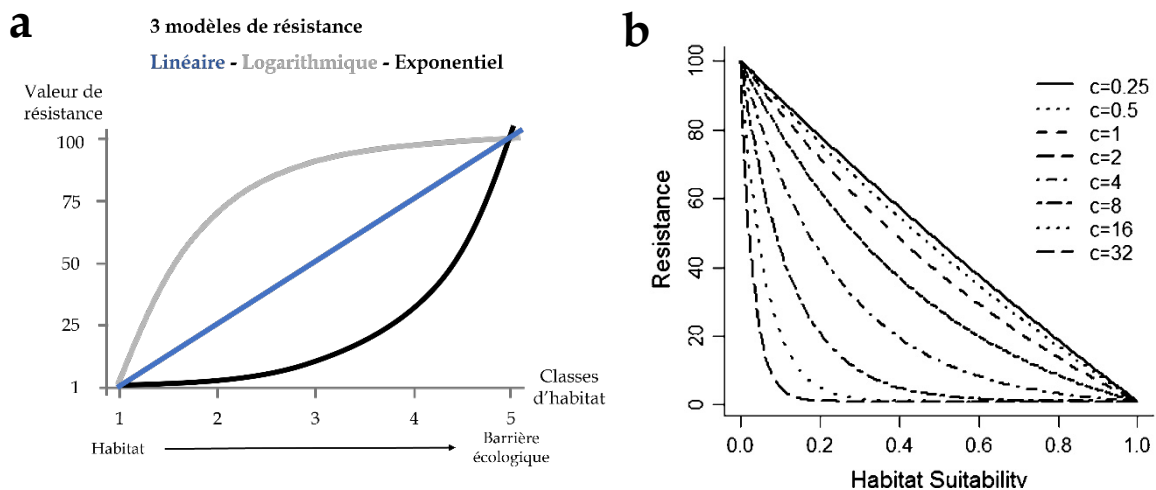 a
3 modèles de résistance
Linéaire - Logarithmique - Exponentiel
Valeur de
résistance
100
75
50
25
1
1 2 3 4 5
Classes
d'habitat
Habitat
Barrière
écologique
b
Resistance
100
80
60
40
20
0
c=0.25
c=0.5
c=1
c=2
c=4
c=8
c=16
c=32
0.0 0.2 0.4 0.6 0.8 1.0
Habitat Suitability